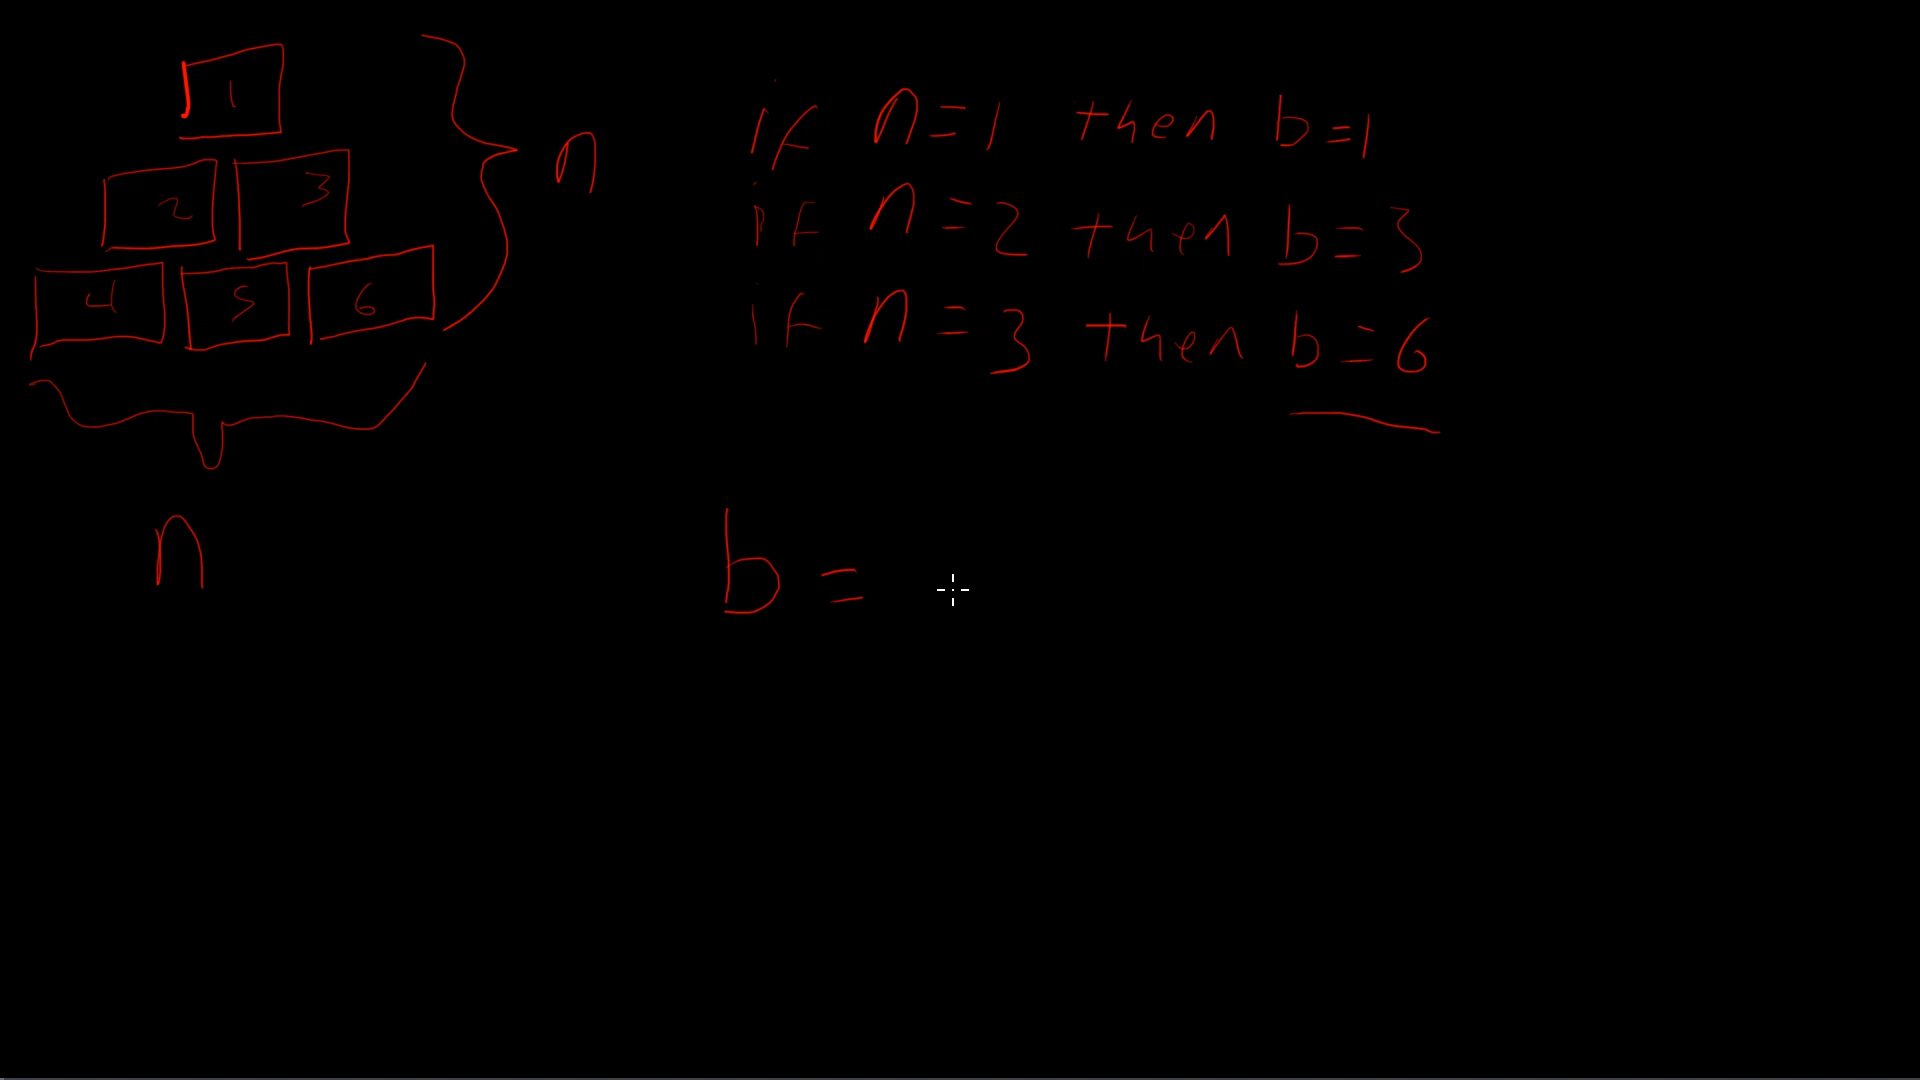 1
2 3
4 5 6
n
n
if n=1 then b=1
if n=2 then b=3
if n=3 then b=6
b =